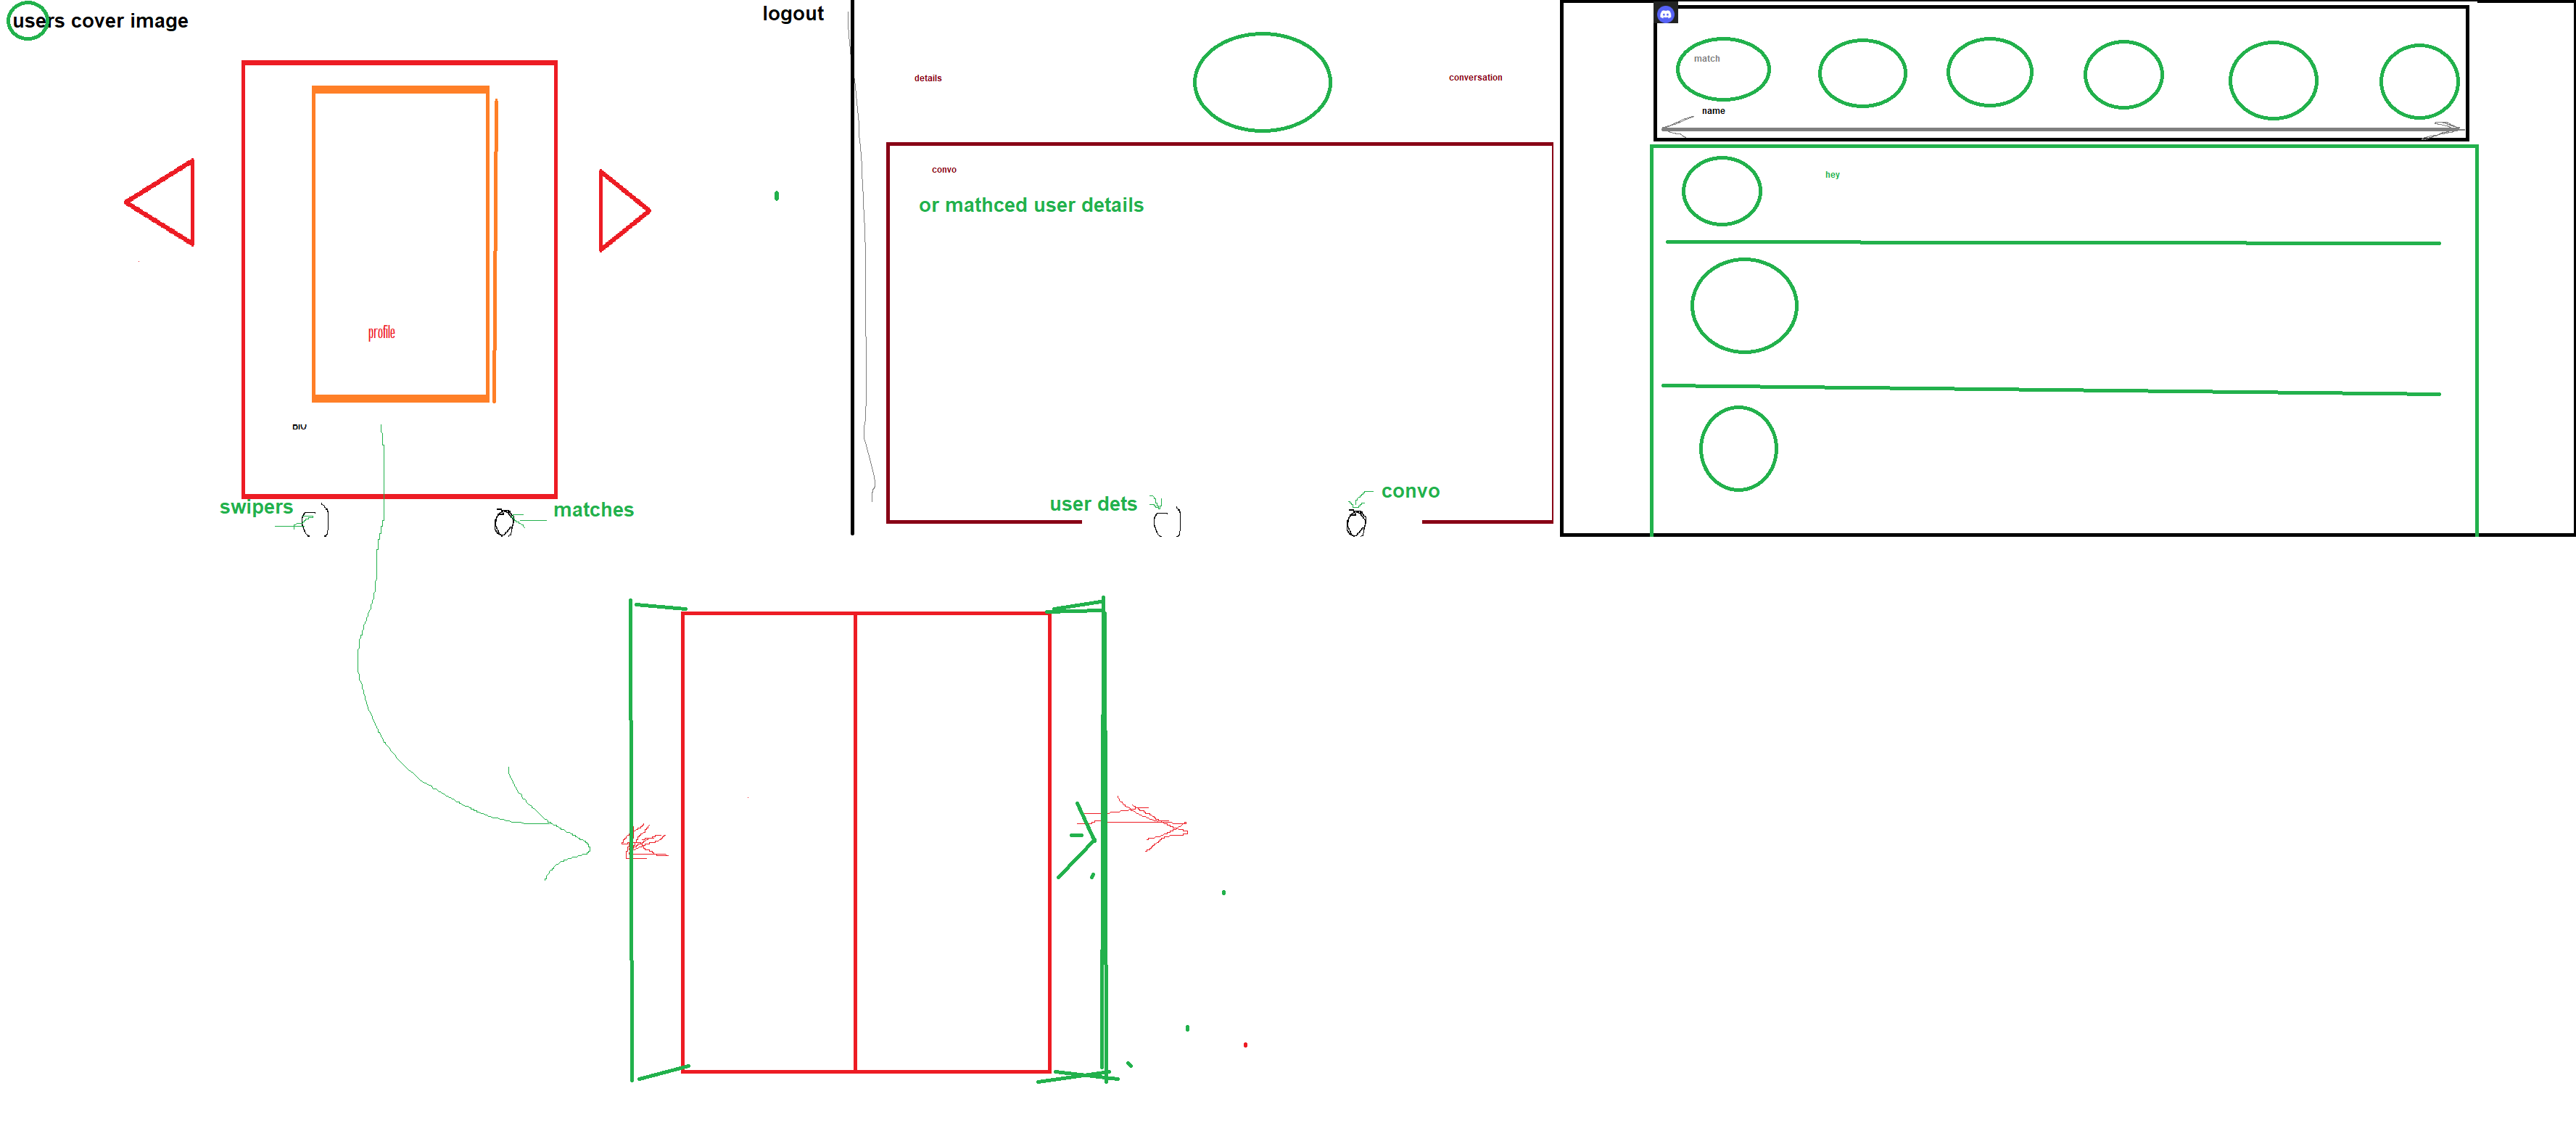 users cover image
logout
profile
swipers
matches
details
conversation
convo
or mathced user details
user dets
convo
match
name
hey